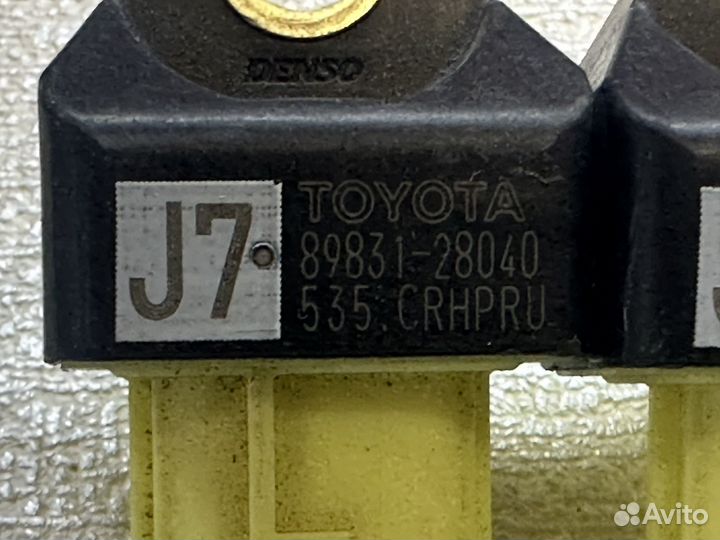 DENSO
J7
TOYOTA
89831-28040
535.CRHPRU
J
Avito